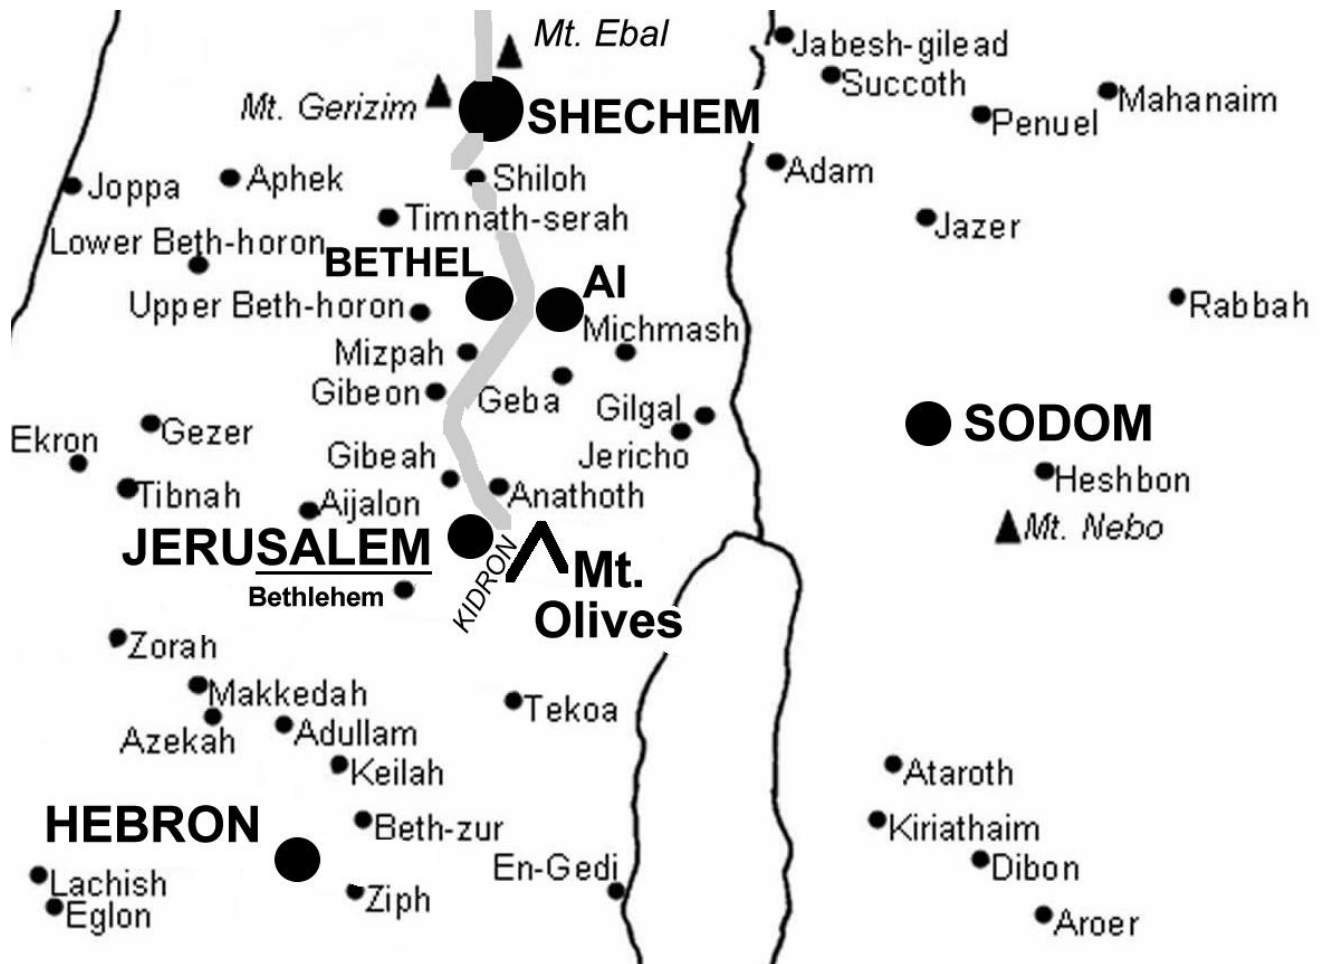 Mt. Ebal
Jabesh-gilead
Succoth
Mahanaim
Mt. Gerizim
SHECHEM
Penuel
Joppa
Aphek
Shiloh
Adam
Timnath-serah
Jazer
Lower Beth-horon
BETHEL
AI
Upper Beth-horon
Michmash
Rabbah
Mizpah
Gibeon
Geba
Gilgal
SODOM
Ekron
Gezer
Gibeah
Jericho
Heshbon
Tibnah
Aijalon
Anathoth
Mt. Nebo
JERUSALEM
KIDRON
Mt.
Olives
Bethlehem
Zorah
Makkedah
Tekoa
Azekah
Adullam
Keilah
Ataroth
HEBRON
Beth-zur
Kiriathaim
En-Gedi
Dibon
Lachish
Ziph
Eglon
Aroer